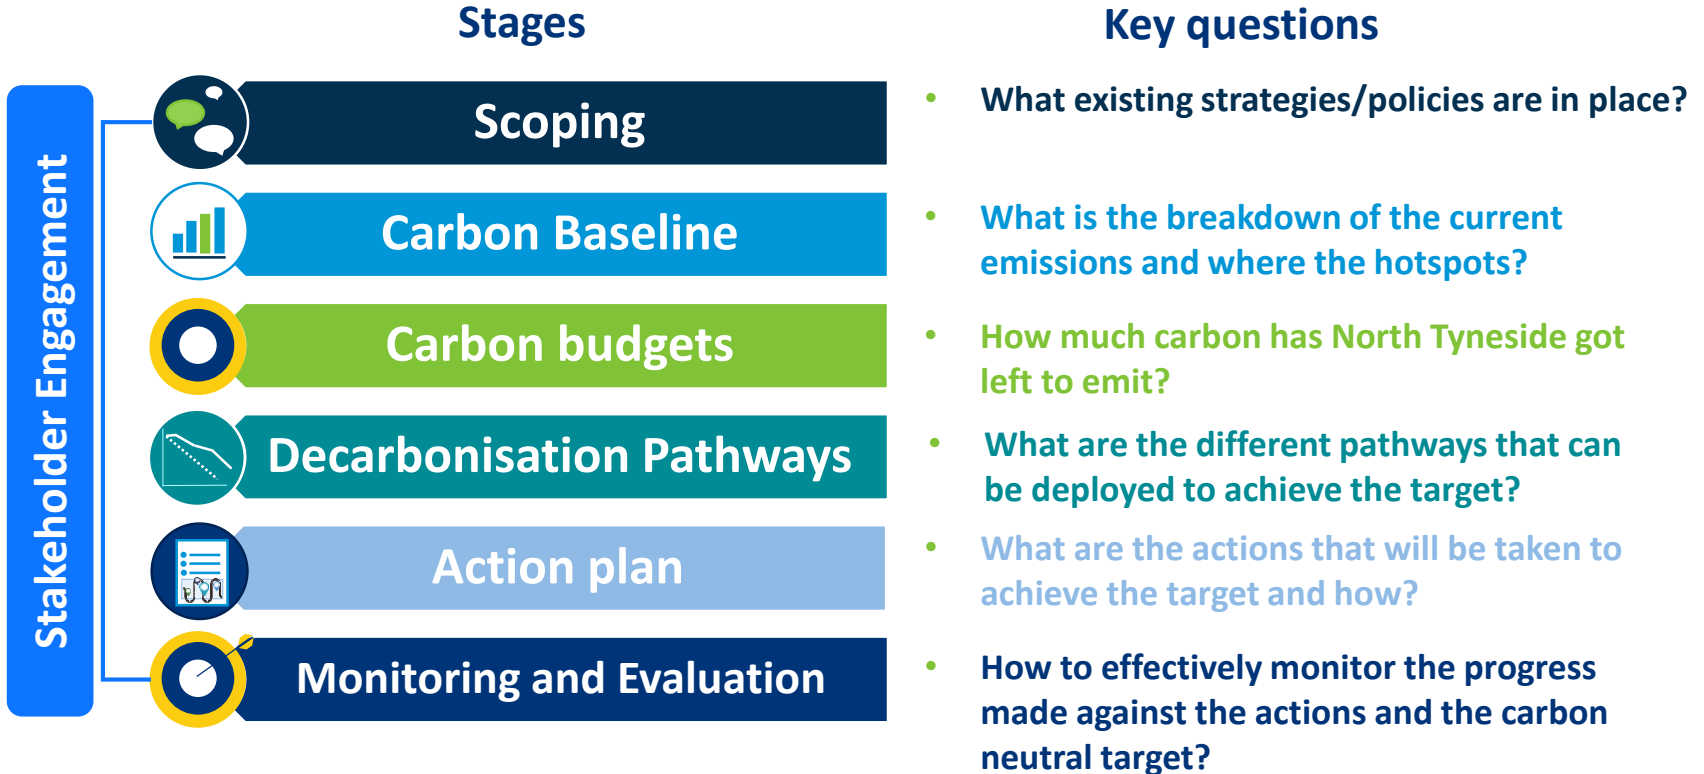 Stages
Key questions
Stakeholder Engagement
Scoping
• What existing strategies/policies are in place?
Carbon Baseline
• What is the breakdown of the current
emissions and where the hotspots?
Carbon budgets
• How much carbon has North Tyneside got
left to emit?
Decarbonisation Pathways
• What are the different pathways that can
be deployed to achieve the target?
Action plan
• What are the actions that will be taken to
achieve the target and how?
Monitoring and Evaluation
• How to effectively monitor the progress
made against the actions and the carbon
neutral target?